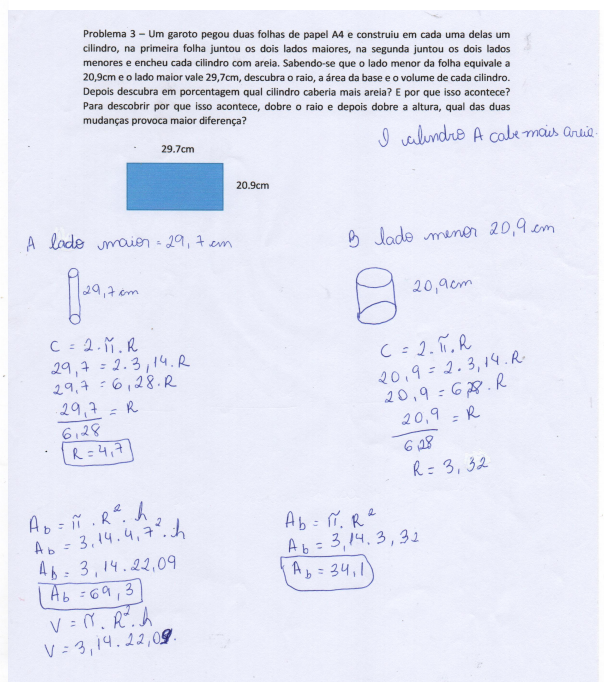 Problema 3 – Um garoto pegou duas folhas de papel A4 e construiu em cada uma delas um
cilindro, na primeira folha juntou os dois lados maiores, na segunda juntou os dois lados
menores e encheu cada cilindro com areia. Sabendo-se que o lado menor da folha equivale a
20,9cm e o lado maior vale 29,7cm, descubra o raio, a área da base e o volume de cada cilindro.
Depois descubra em porcentagem qual cilindro caberia mais areia? E por que isso acontece?
Para descobrir por que isso acontece, dobre o raio e depois dobre a altura, qual das duas
mudanças provoca maior diferença?
O cilindro A cabe mais areia.
29.7cm
20.9cm
A lado maior = 29,7 cm
29,7 cm
C = 2.π.R
29,7 = 2.3,14.R
29,7 = 6,28.R
29,7 = R
6,28
R = 4,7
B lado menor 20,9 cm
20,9cm
C = 2.π.R
20,9 = 2.3,14.R
20,9 = 6,28.R
20,9 = R
6,28
R = 3,32
Ab = π.R².h
Ab = 3,14.4,7².h
Ab = 3,14.22,09
Ab = 69,3
V = π.R².h
V = 3,14.22,09.
Ab = π.R²
Ab = 3,14.3,32
Ab = 34,1